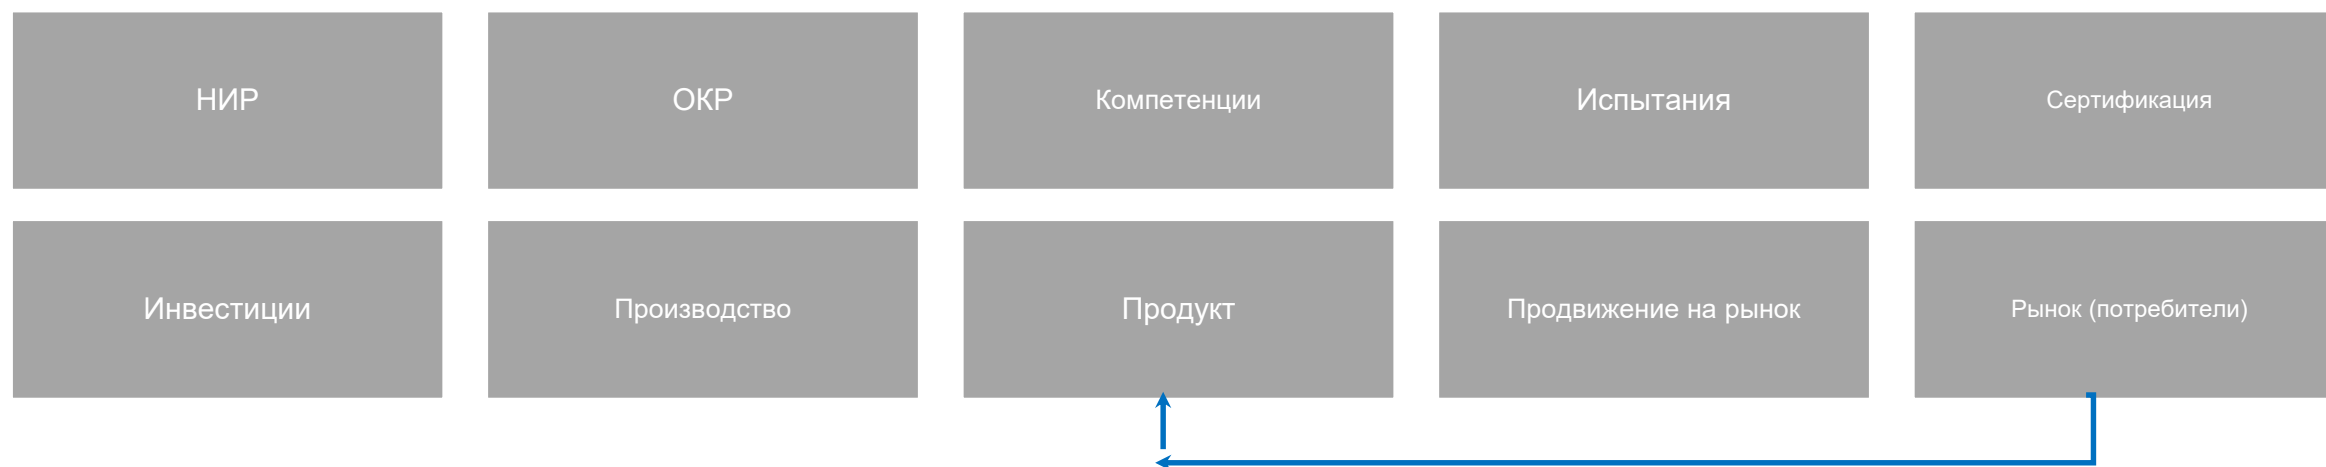 НИР
ОКР
Компетенции
Испытания
Сертификация
Инвестиции
Производство
Продукт
Продвижение на рынок
Рынок (потребители)